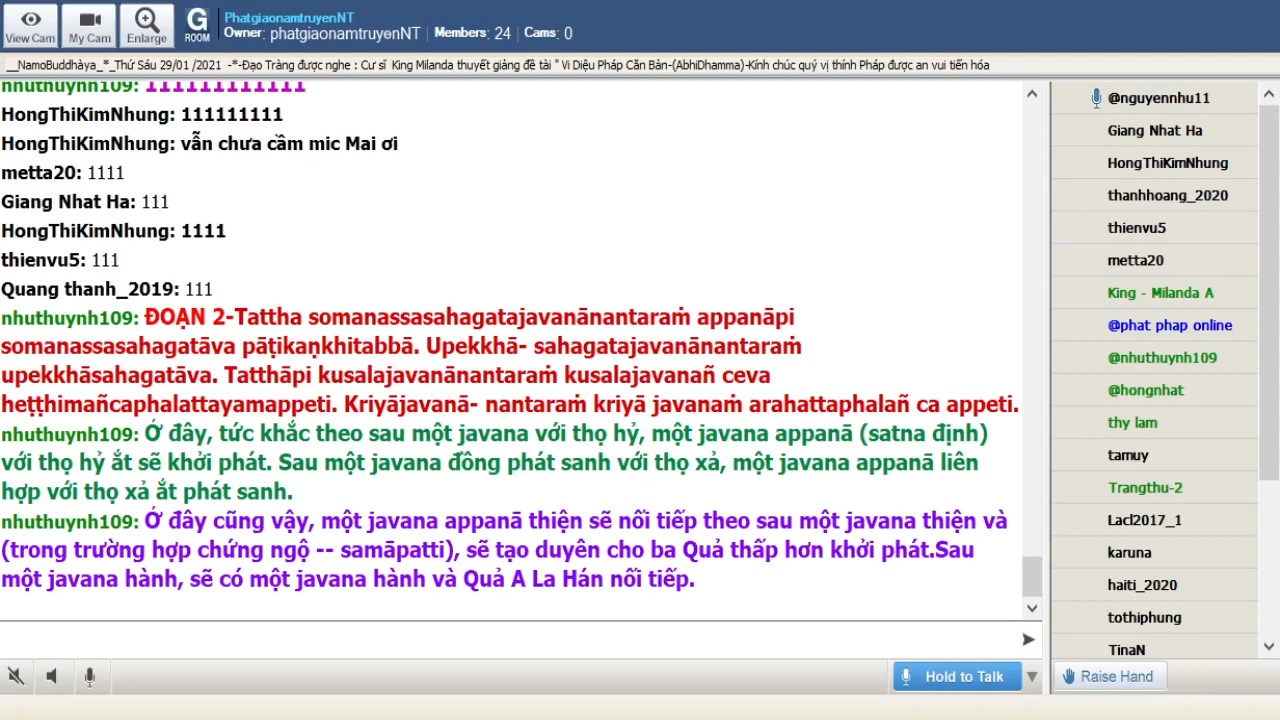 PhatgiaonamtruyenNT
Owner: phatgiaonamtruyenNT | Members: 24 | Cams: 0
View Cam
My Cam
Enlarge
G
ROOM
__NamoBuddhàya_*_Thứ Sáu 29/01 /2021 -*-Đạo Tràng được nghe : Cư sĩ King Milanda thuyết giảng đề tài " Vi Diệu Pháp Căn Bản-(AbhiDhamma)-Kính chúc quý vị thính Pháp được an vui tiến hóa
nhuthuynh109: 111111111111
HongThiKimNhung: 111111111
HongThiKimNhung: vẫn chưa cầm mic Mai ơi
metta20: 1111
Giang Nhat Ha: 111
HongThiKimNhung: 1111
thienvu5: 111
Quang thanh_2019: 111
nhuthuynh109: ĐOẠN 2-Tattha somanassasahagatajavanānantaraṁ appanāpi
somanassasahagatāva pāṭikaṇkhitabbā. Upekkhā- sahagatajavanānantaraṁ
upekkhāsahagatāva. Tatthāpi kusalajavanānantaraṁ kusalajavanañ ceva
heṭṭhimañcaphalattayamappeti. Kriyājavanā- nantaraṁ kriyā javanaṁ arahattaphalañ ca appeti.
nhuthuynh109: Ở đây, tức khắc theo sau một javana với thọ hỷ, một javana appanā (satna định)
với thọ hỷ ắt sẽ khởi phát. Sau một javana đồng phát sanh với thọ xả, một javana appanā liên
hợp với thọ xả ắt phát sanh.
nhuthuynh109: Ở đây cũng vậy, một javana appanā thiện sẽ nối tiếp theo sau một javana thiện và
(trong trường hợp chứng ngộ -- samāpatti), sẽ tạo duyên cho ba Quả thấp hơn khởi phát.Sau
một javana hành, sẽ có một javana hành và Quả A La Hán nối tiếp.
Hold to Talk
@nguyennhu11
Giang Nhat Ha
HongThiKimNhung
thanhhoang_2020
thienvu5
metta20
King - Milanda A
@phat phap online
@nhuthuynh109
@hongnhat
thy lam
tamuy
Trangthu-2
Lacl2017_1
karuna
haiti_2020
tothiphung
TinaN
Raise Hand